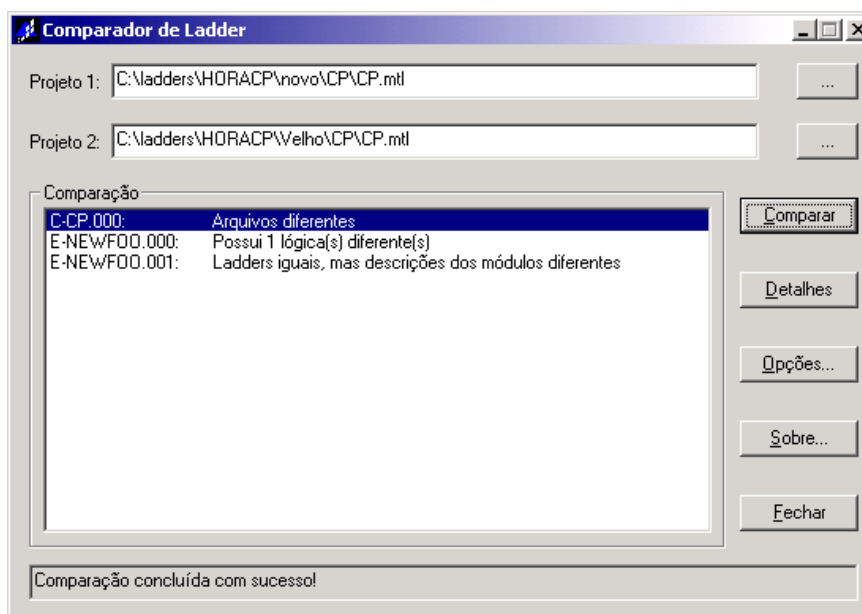 Comparador de Ladder
Projeto 1: C:\ladders\HORACP\novo\CP\CP.mtl ...
Projeto 2: C:\ladders\HORACP\Velho\CP\CP.mtl ...
Comparação
C-CP.000: Arquivos diferentes
E-NEWFOO.000: Possui 1 lógica(s) diferente(s)
E-NEWFOO.001: Ladders iguais, mas descrições dos módulos diferentes
Comparar
Detalhes
Opções...
Sobre...
Fechar
Comparação concluída com sucesso!